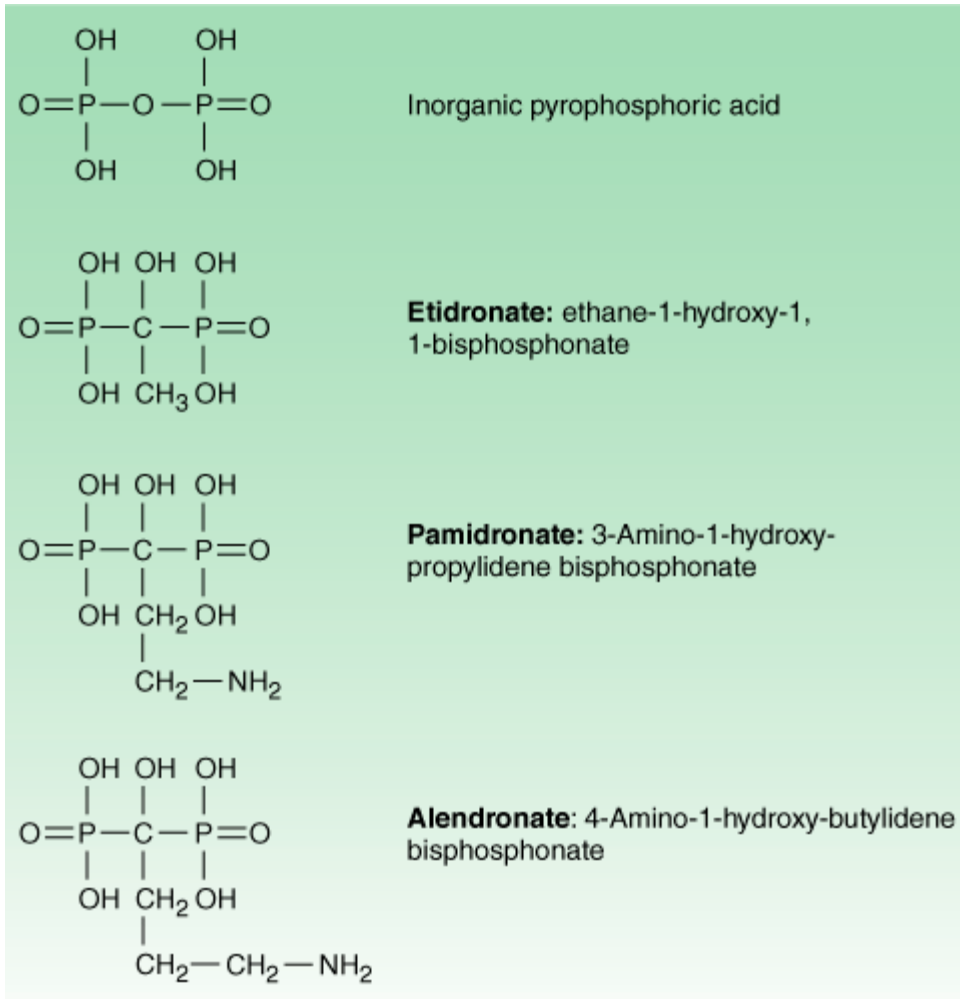 OH OH
O=P—O—P=O Inorganic pyrophosphoric acid
OH OH
OH OH OH
O=P—C—P=O Etidronate: ethane-1-hydroxy-1,
1-bisphosphonate
OH CH₃ OH
OH OH OH
O=P—C—P=O Pamidronate: 3-Amino-1-hydroxy-
propylidene bisphosphonate
OH CH₂ OH
CH₂—NH₂
OH OH OH
O=P—C—P=O Alendronate: 4-Amino-1-hydroxy-butylidene
bisphosphonate
OH CH₂ OH
CH₂—CH₂—NH₂